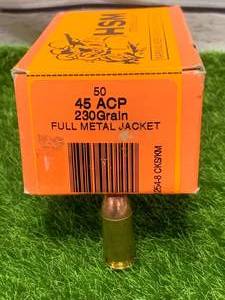 HSM
50
45 ACP
230Grain
FULL METAL JACKET